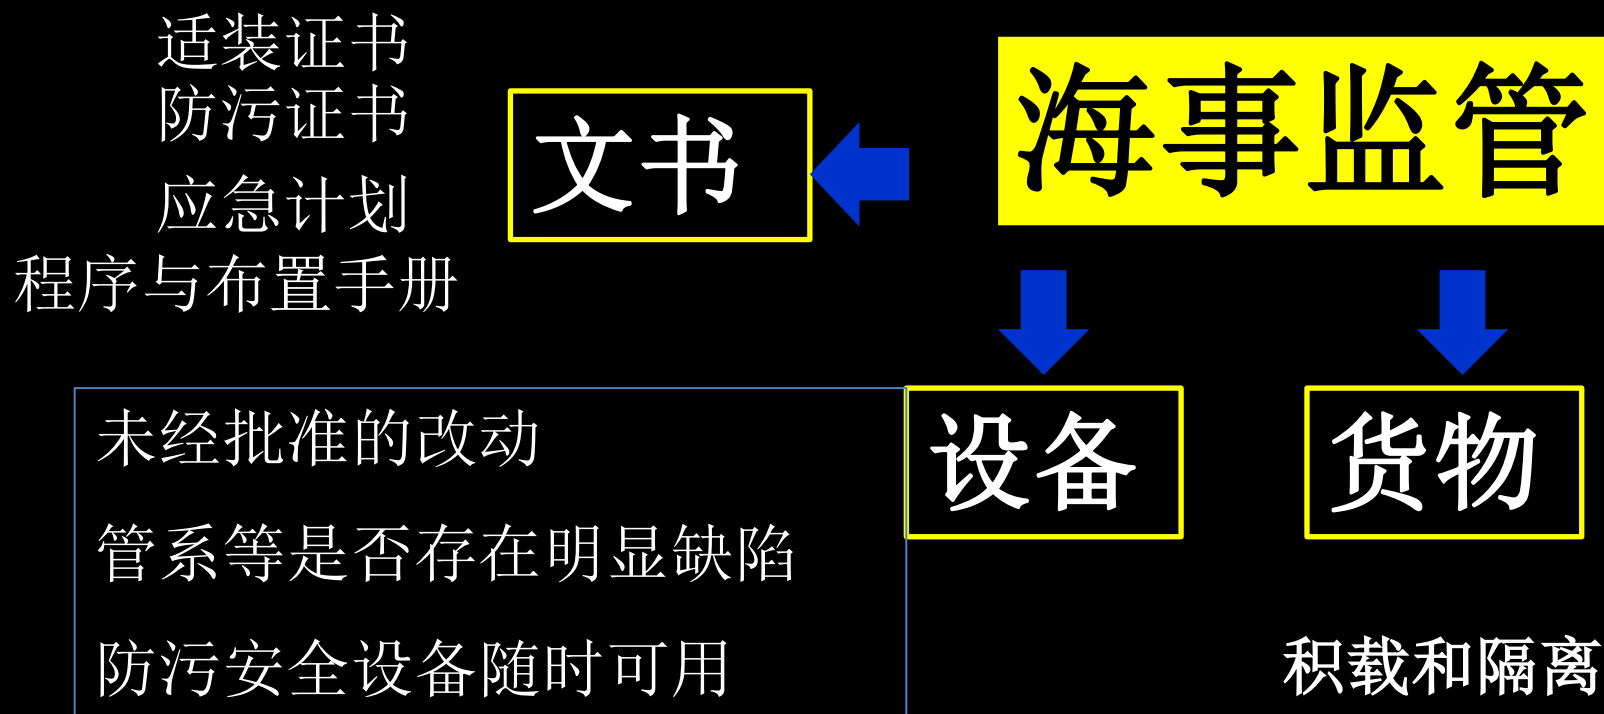 适装证书
防污证书
应急计划
程序与布置手册
文书
海事监管
设备
货物
未经批准的改动
管系等是否存在明显缺陷
防污安全设备随时可用
积载和隔离